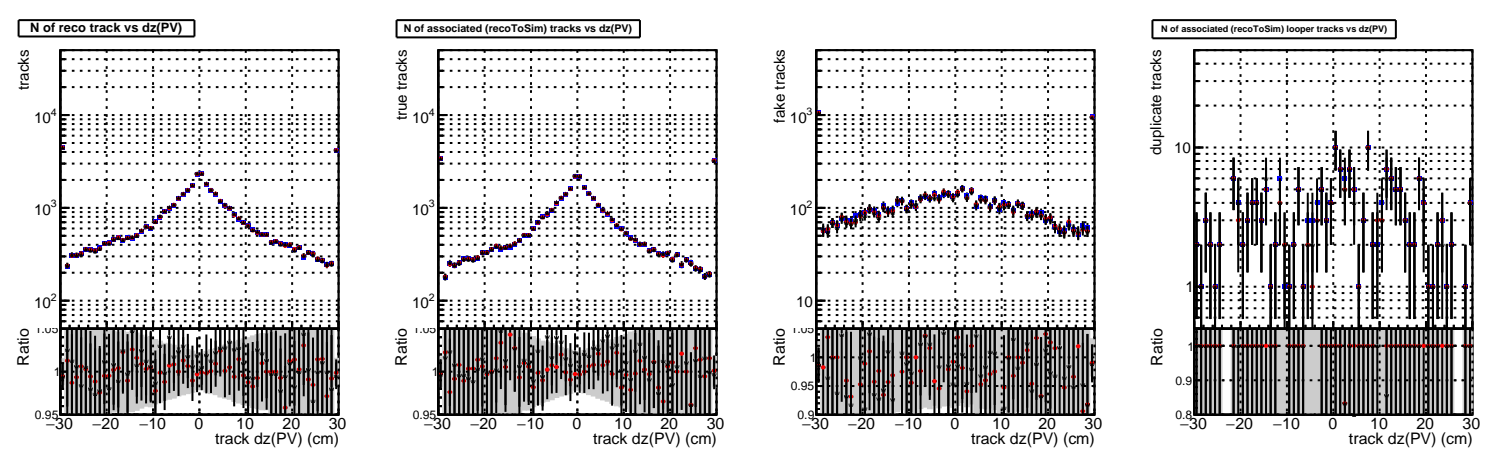 N of reco track vs dz(PV)
tracks
10⁴
10³
10²
Ratio
1.05
1
0.95
−30 −20 −10 0 10 20 30
track dz(PV) (cm)
N of associated (recoToSim) tracks vs dz(PV)
true tracks
10⁴
10³
10²
Ratio
1.05
1
0.95
−30 −20 −10 0 10 20 30
track dz(PV) (cm)
fake tracks
10³
10²
10
Ratio
1.05
1
0.95
0.9
−30 −20 −10 0 10 20 30
track dz(PV) (cm)
N of associated (recoToSim) looper tracks vs dz(PV)
duplicate tracks
10
1
Ratio
1
0.9
0.8
−30 −20 −10 0 10 20 30
track dz(PV) (cm)